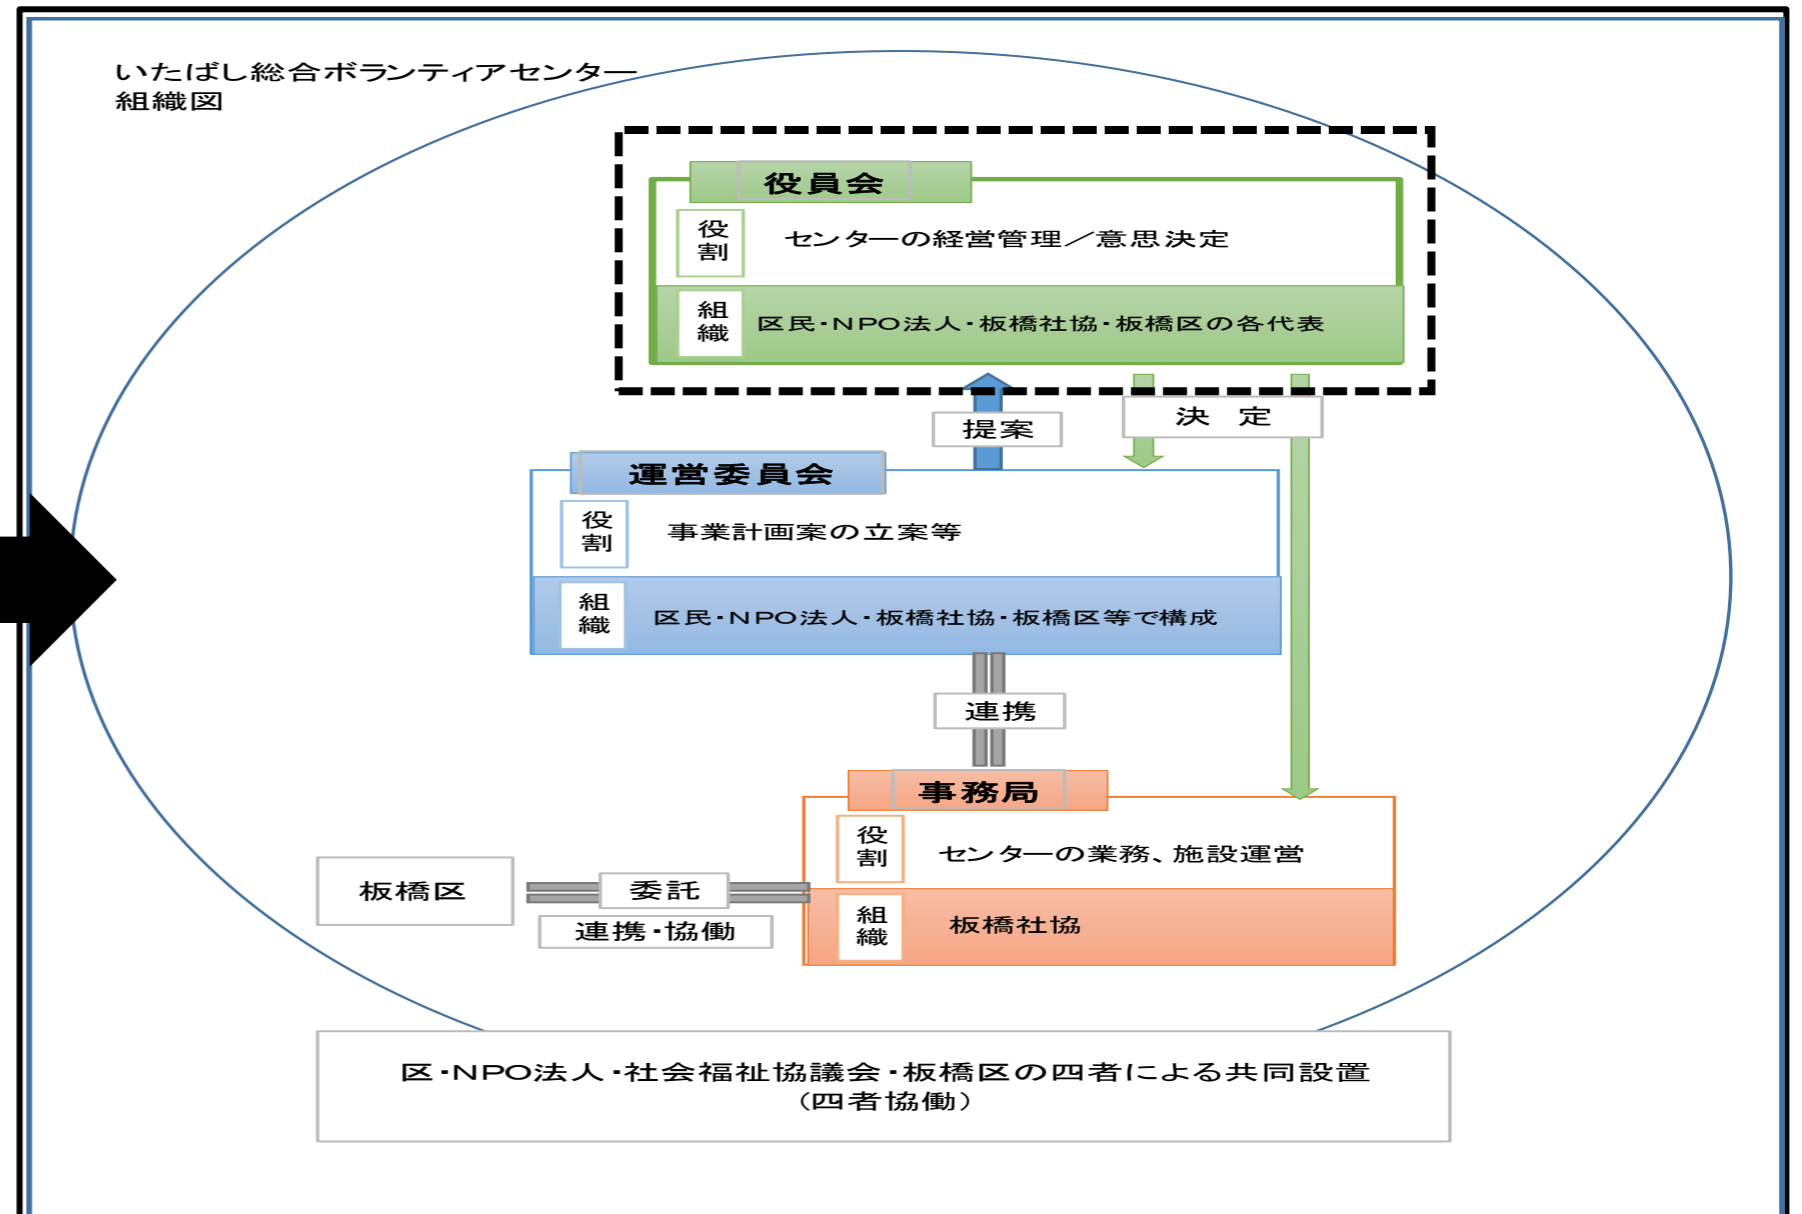 いたばし総合ボランティアセンター
組織図
役員会
役割
センターの経営管理／意思決定
組織
区民・NPO法人・板橋社協・板橋区の各代表
提案
決 定
運営委員会
役割
事業計画案の立案等
組織
区民・NPO法人・板橋社協・板橋区等で構成
連携
事務局
役割
センターの業務、施設運営
組織
板橋社協
板橋区
委託
連携・協働
区・NPO法人・社会福祉協議会・板橋区の四者による共同設置
（四者協働）